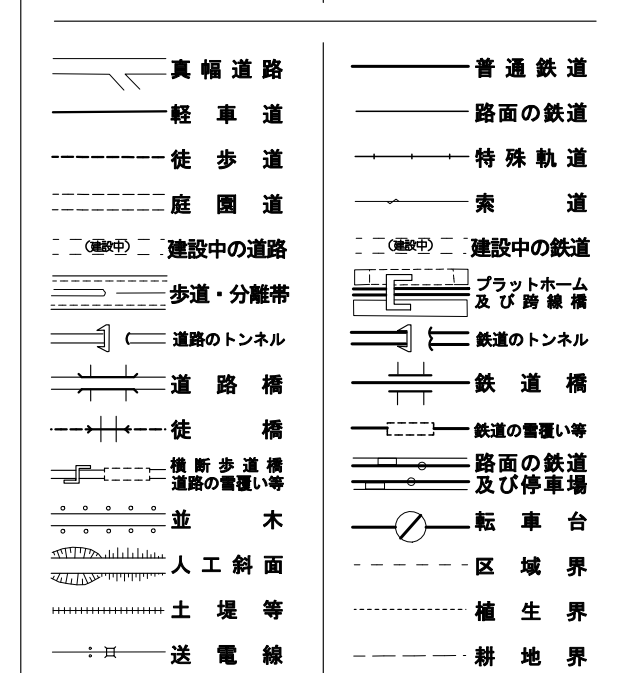 真幅道路
軽車道
徒歩道
庭園道
(建設中) 建設中の道路
歩道・分離帯
道路のトンネル
道路橋
徒橋
横断歩道橋
道路の雪覆い等
並木
人工斜面
土堤等
送電線
普通鉄道
路面の鉄道
特殊軌道
索道
(建設中) 建設中の鉄道
プラットホーム
及び跨線橋
鉄道のトンネル
鉄道橋
鉄道の雪覆い等
路面の鉄道
及び停車場
転車台
区域界
植生界
耕地界